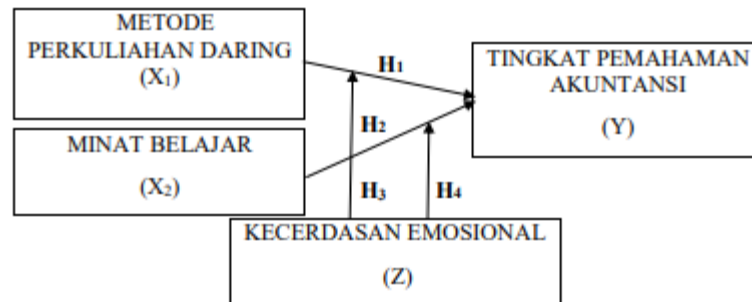 METODE
PERKULIAHAN DARING
(X₁)
H₁
TINGKAT PEMAHAMAN
AKUNTANSI
(Y)
MINAT BELAJAR
(X₂)
H₂
H₃
H₄
KECERDASAN EMOSIONAL
(Z)